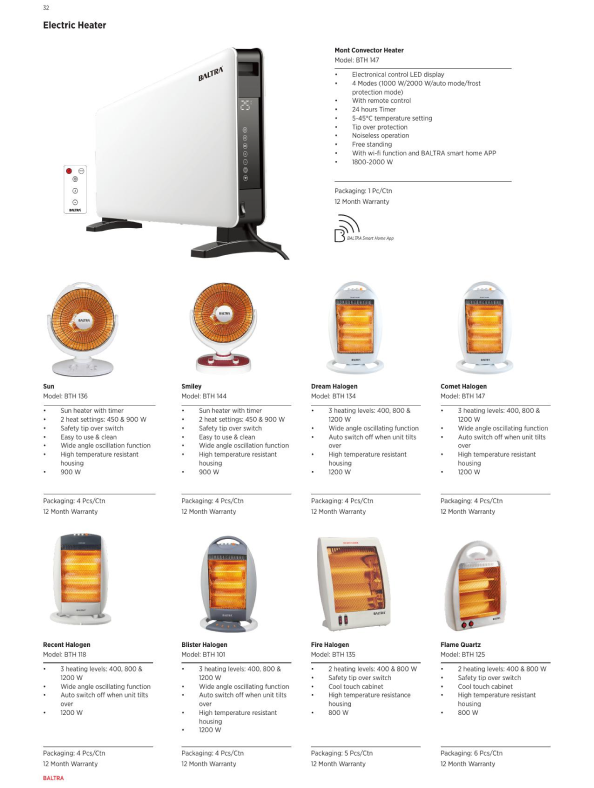 32
Electric Heater
BALTRA
25
BALTRA
Mont Convector Heater
Model: BTH 147
• Electronical control LED display
• 4 Modes (1000 W/2000 W/auto mode/frost
protection mode)
• With remote control
• 24 hours Timer
• 5-45°C temperature setting
• Tip over protection
• Noiseless operation
• Free standing
• With wi-fi function and BALTRA smart home APP
• 1800-2000 W
Packaging: 1 Pc/Ctn
12 Month Warranty
BALTRA Smart Home App
BALTRA
Sun
Model: BTH 136
• Sun heater with timer
• 2 heat settings: 450 & 900 W
• Safety tip over switch
• Easy to use & clean
• Wide angle oscillation function
• High temperature resistant
housing
• 900 W
Packaging: 4 Pcs/Ctn
12 Month Warranty
BALTRA
Smiley
Model: BTH 144
• Sun heater with timer
• 2 heat settings: 450 & 900 W
• Safety tip over switch
• Easy to use & clean
• Wide angle oscillation function
• High temperature resistant
housing
• 900 W
Packaging: 4 Pcs/Ctn
12 Month Warranty
Dream Halogen
Model: BTH 134
• 3 heating levels: 400, 800 &
1200 W
• Wide angle oscillating function
• Auto switch off when unit tilts
over
• High temperature resistant
housing
• 1200 W
Packaging: 4 Pcs/Ctn
12 Month Warranty
Comet Halogen
Model: BTH 147
• 3 heating levels: 400, 800 &
1200 W
• Wide angle oscillating function
• Auto switch off when unit tilts
over
• High temperature resistant
housing
• 1200 W
Packaging: 4 Pcs/Ctn
12 Month Warranty
Recent Halogen
Model: BTH 118
• 3 heating levels: 400, 800 &
1200 W
• Wide angle oscillating function
• Auto switch off when unit tilts
over
• 1200 W
Packaging: 4 Pcs/Ctn
12 Month Warranty
Blister Halogen
Model: BTH 101
• 3 heating levels: 400, 800 &
1200 W
• Wide angle oscillating function
• Auto switch off when unit tilts
over
• High temperature resistant
housing
• 1200 W
Packaging: 4 Pcs/Ctn
12 Month Warranty
BALTRA
Fire Halogen
Model: BTH 135
• 2 heating levels: 400 & 800 W
• Safety tip over switch
• Cool touch cabinet
• High temperature resistance
housing
• 800 W
Packaging: 5 Pcs/Ctn
12 Month Warranty
BALTRA
Flame Quartz
Model: BTH 125
• 2 heating levels: 400 & 800 W
• Safety tip over switch
• Cool touch cabinet
• High temperature resistant
housing
• 800 W
Packaging: 6 Pcs/Ctn
12 Month Warranty
BALTRA